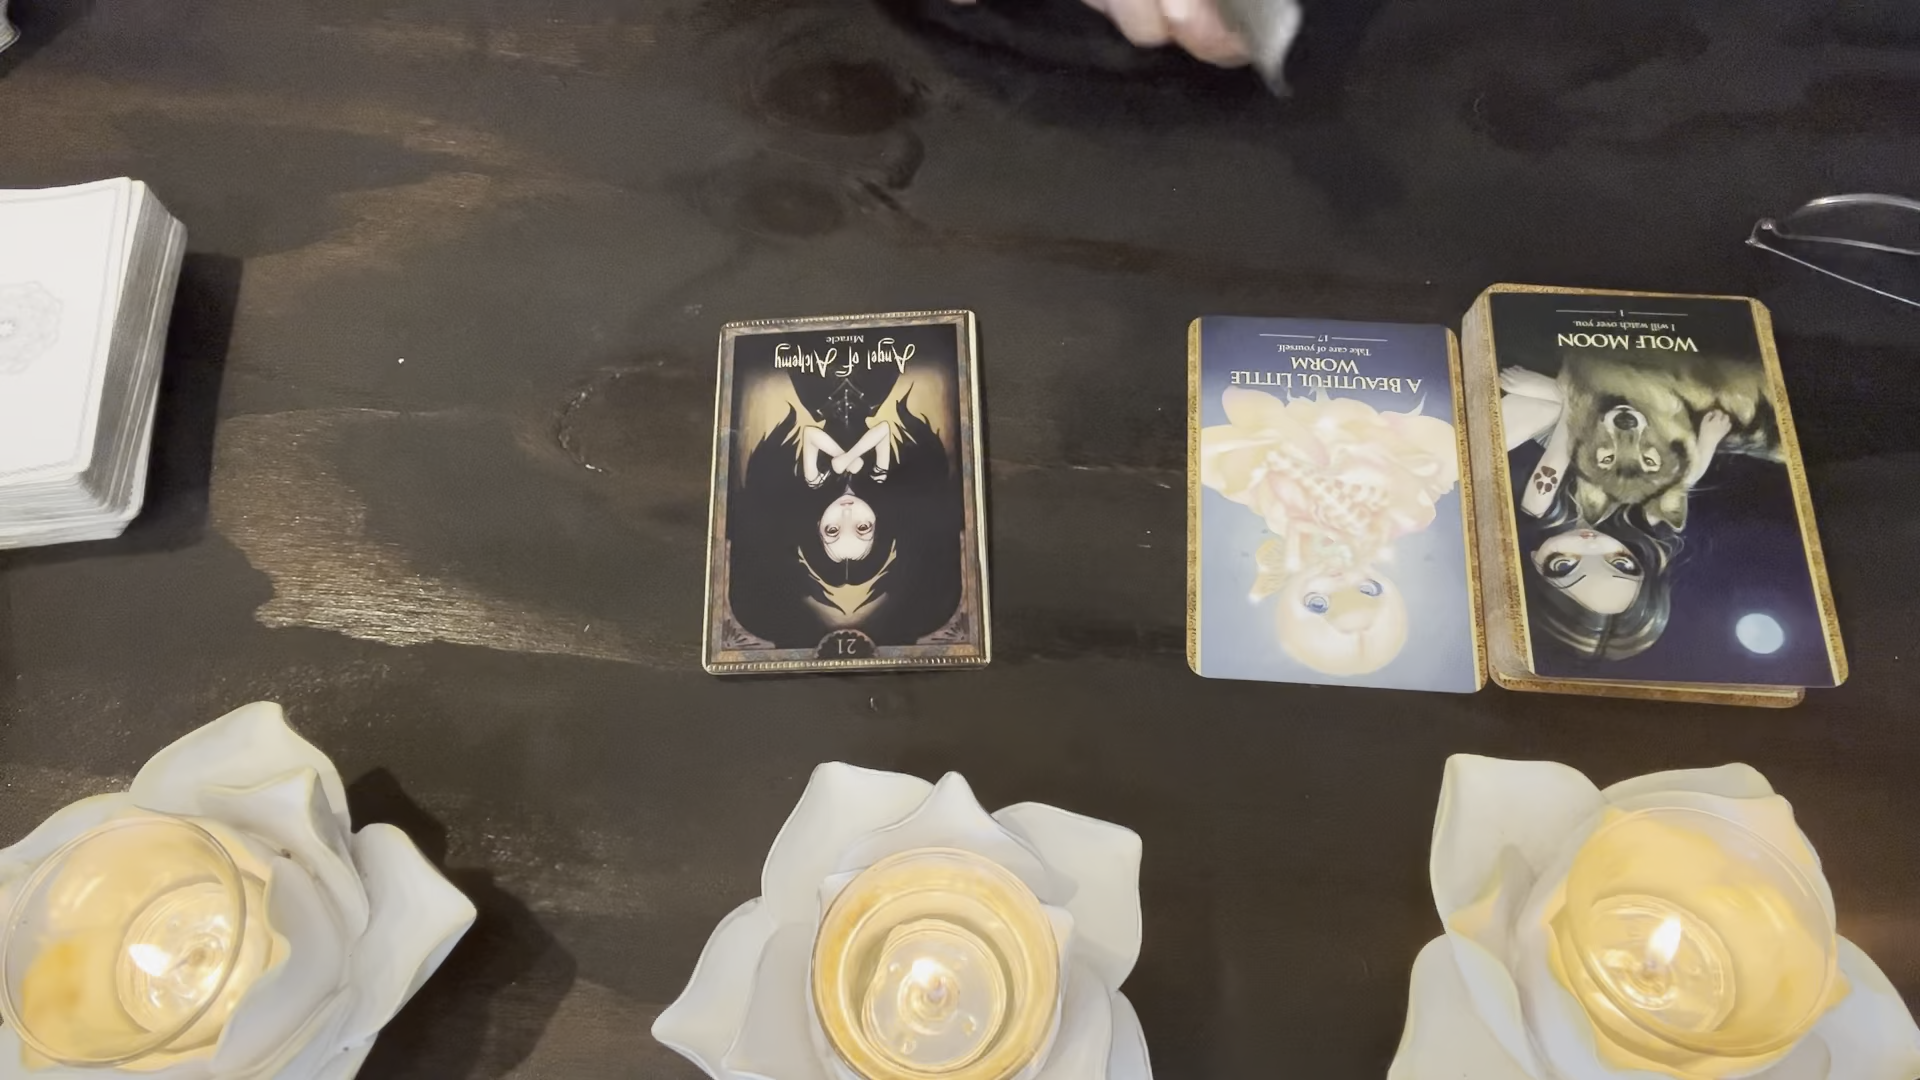 Angel of Alchemy
Miracle
21
A BEAUTIFUL LITTLE
WORM
Take care of yourself.
17
WOLF MOON
I will watch over you.
1